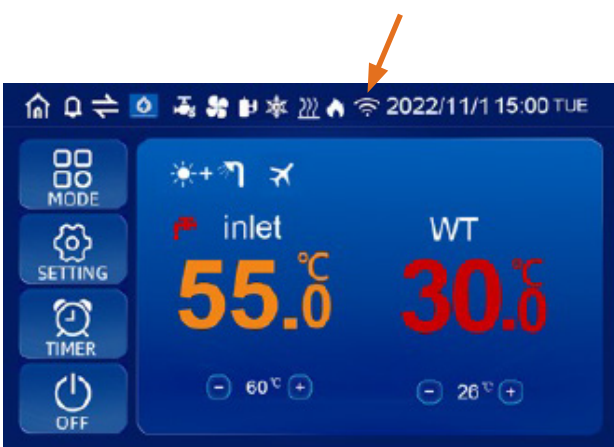 2022/11/1 15:00 TUE
MODE
inlet
WT
SETTING
55.0 ℃
30.0 ℃
TIMER
- 60 ℃ +
- 26 ℃ +
OFF